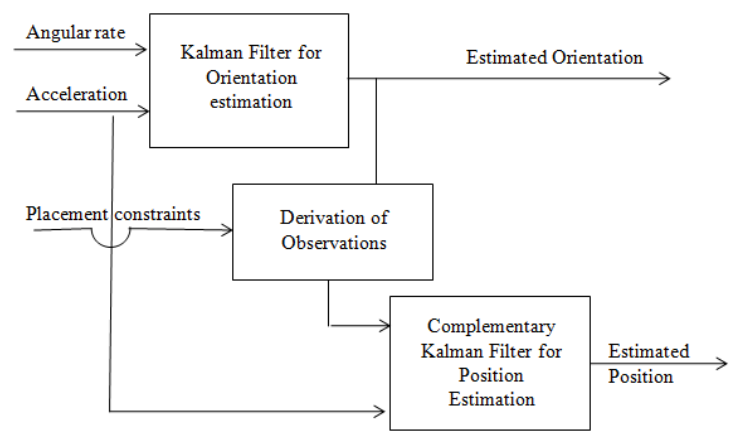 Angular rate
Acceleration
Kalman Filter for
Orientation
estimation
Estimated Orientation
Placement constraints
Derivation of
Observations
Complementary
Kalman Filter for
Position
Estimation
Estimated
Position